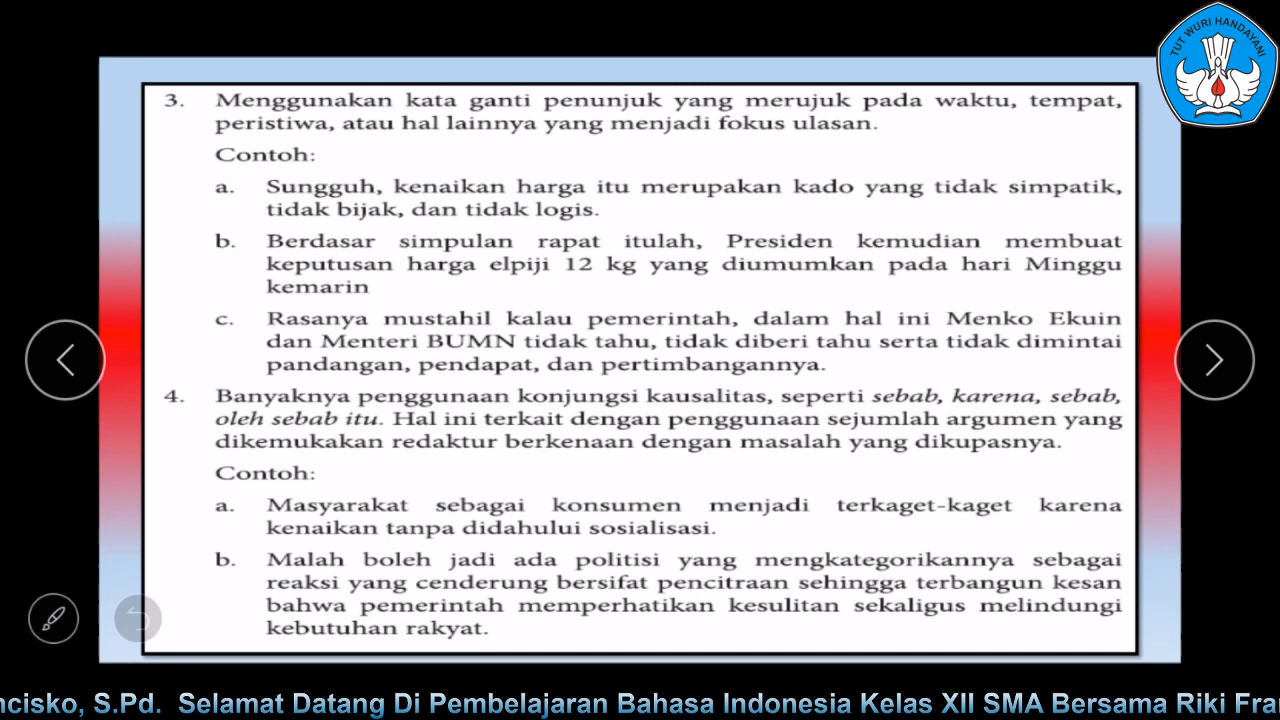 TUT WURI HANDAYANI
3. Menggunakan kata ganti penunjuk yang merujuk pada waktu, tempat,
peristiwa, atau hal lainnya yang menjadi fokus ulasan.
Contoh:
a. Sungguh, kenaikan harga itu merupakan kado yang tidak simpatik,
tidak bijak, dan tidak logis.
b. Berdasar simpulan rapat itulah, Presiden kemudian membuat
keputusan harga elpiji 12 kg yang diumumkan pada hari Minggu
kemarin
c. Rasanya mustahil kalau pemerintah, dalam hal ini Menko Ekuin
dan Menteri BUMN tidak tahu, tidak diberi tahu serta tidak dimintai
pandangan, pendapat, dan pertimbangannya.
4. Banyaknya penggunaan konjungsi kausalitas, seperti sebab, karena, sebab,
oleh sebab itu. Hal ini terkait dengan penggunaan sejumlah argumen yang
dikemukakan redaktur berkenaan dengan masalah yang dikupasnya.
Contoh:
a. Masyarakat sebagai konsumen menjadi terkaget-kaget karena
kenaikan tanpa didahului sosialisasi.
b. Malah boleh jadi ada politisi yang mengkategorikannya sebagai
reaksi yang cenderung bersifat pencitraan sehingga terbangun kesan
bahwa pemerintah memperhatikan kesulitan sekaligus melindungi
kebutuhan rakyat.
ncisko, S.Pd. Selamat Datang Di Pembelajaran Bahasa Indonesia Kelas XII SMA Bersama Riki Fra